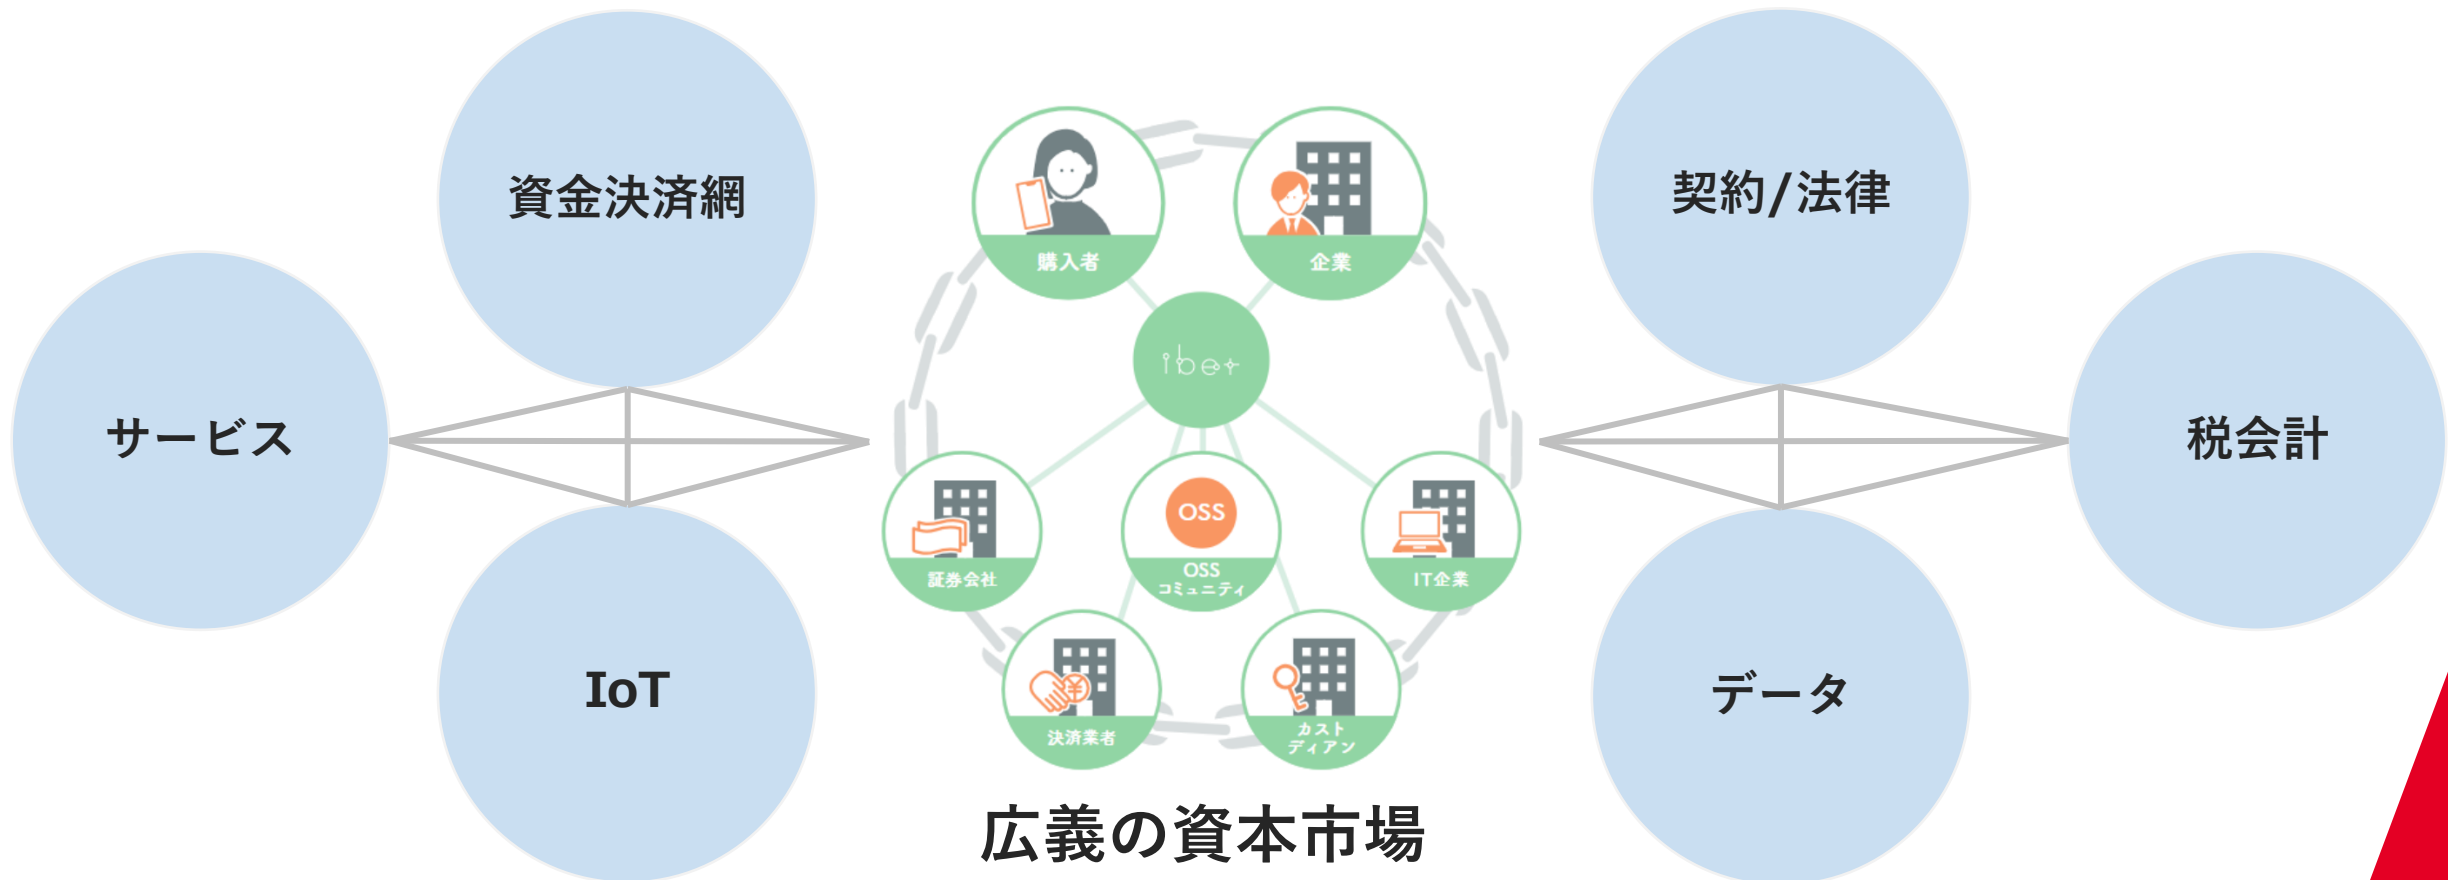 資金決済網
サービス
IoT
購入者
企業
ibet
証券会社
OSS
OSS
コミュニティ
IT企業
決済業者
カスト
ディアン
広義の資本市場
契約/法律
税会計
データ